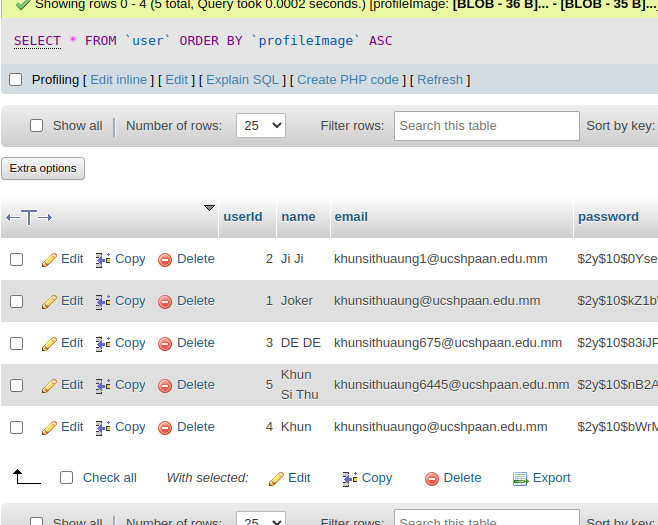 Showing rows 0 - 4 (5 total, Query took 0.0002 seconds.) [profileImage: [BLOB - 36 B]... - [BLOB - 35 B]...
SELECT * FROM `user` ORDER BY `profileImage` ASC
Profiling [ Edit inline ] [ Edit ] [ Explain SQL ] [ Create PHP code ] [ Refresh ]
Show all Number of rows: 25 Filter rows: Search this table Sort by key:
Extra options
←T→ userId name email password
Edit Copy Delete 2 Ji Ji khunsithuaung1@ucshpaan.edu.mm $2y$10$0Yse
Edit Copy Delete 1 Joker khunsithuaung@ucshpaan.edu.mm $2y$10$kZ1b
Edit Copy Delete 3 DE DE khunsithuaung675@ucshpaan.edu.mm $2y$10$83iJF
Edit Copy Delete 5 Khun Si Thu khunsithuaung6445@ucshpaan.edu.mm $2y$10$nB2A
Edit Copy Delete 4 Khun khunsithuaungo@ucshpaan.edu.mm $2y$10$bWrM
Check all With selected: Edit Copy Delete Export
Show all Number of rows: 25 Filter rows: Search this table Sort by key: